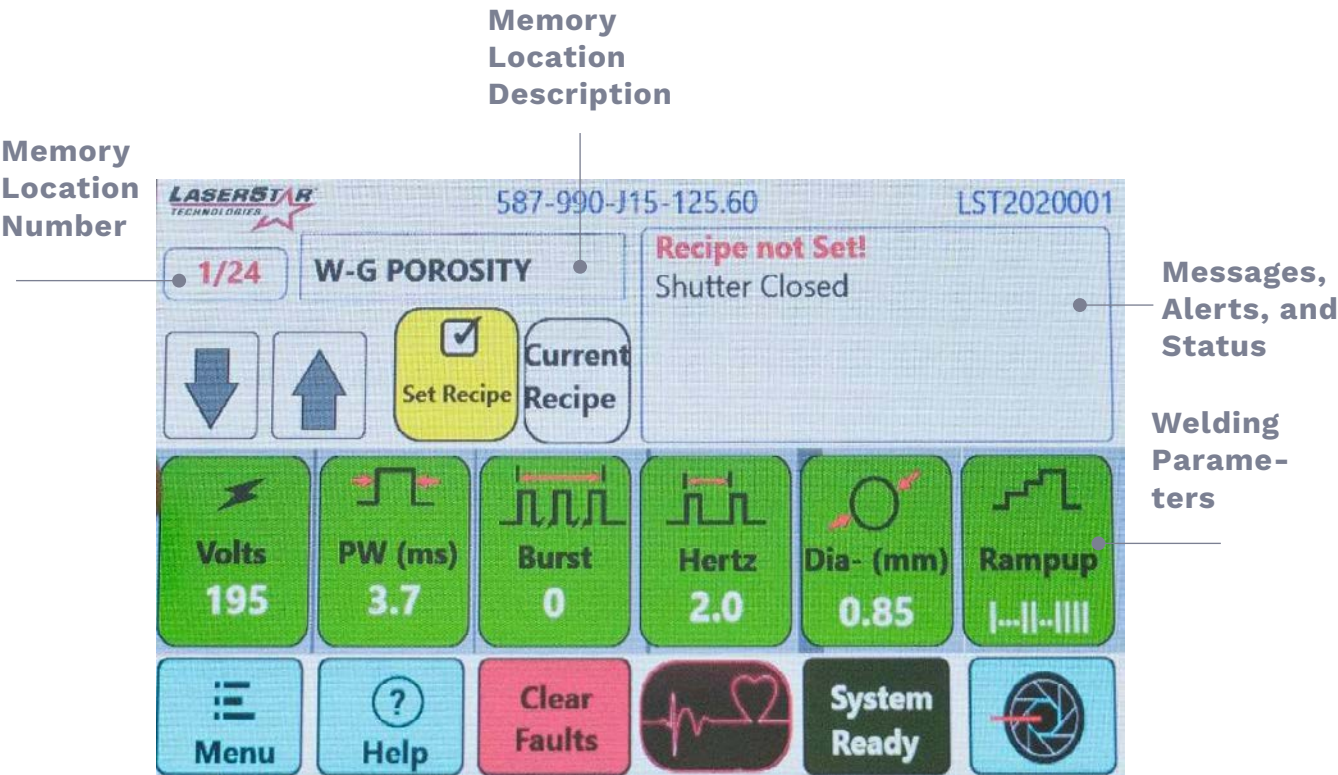 Memory
Location
Description
Memory
Location
Number
LASERSTAR
TECHNOLOGIES
587-990-J15-125.60
LST2020001
1/24
W-G POROSITY
Recipe not Set!
Shutter Closed
Messages,
Alerts, and
Status
Set Recipe
Current
Recipe
Welding
Parame-
ters
Volts
195
PW (ms)
3.7
Burst
0
Hertz
2.0
Dia- (mm)
0.85
Rampup
|...||..||||
Menu
? 
Help
Clear
Faults
System
Ready